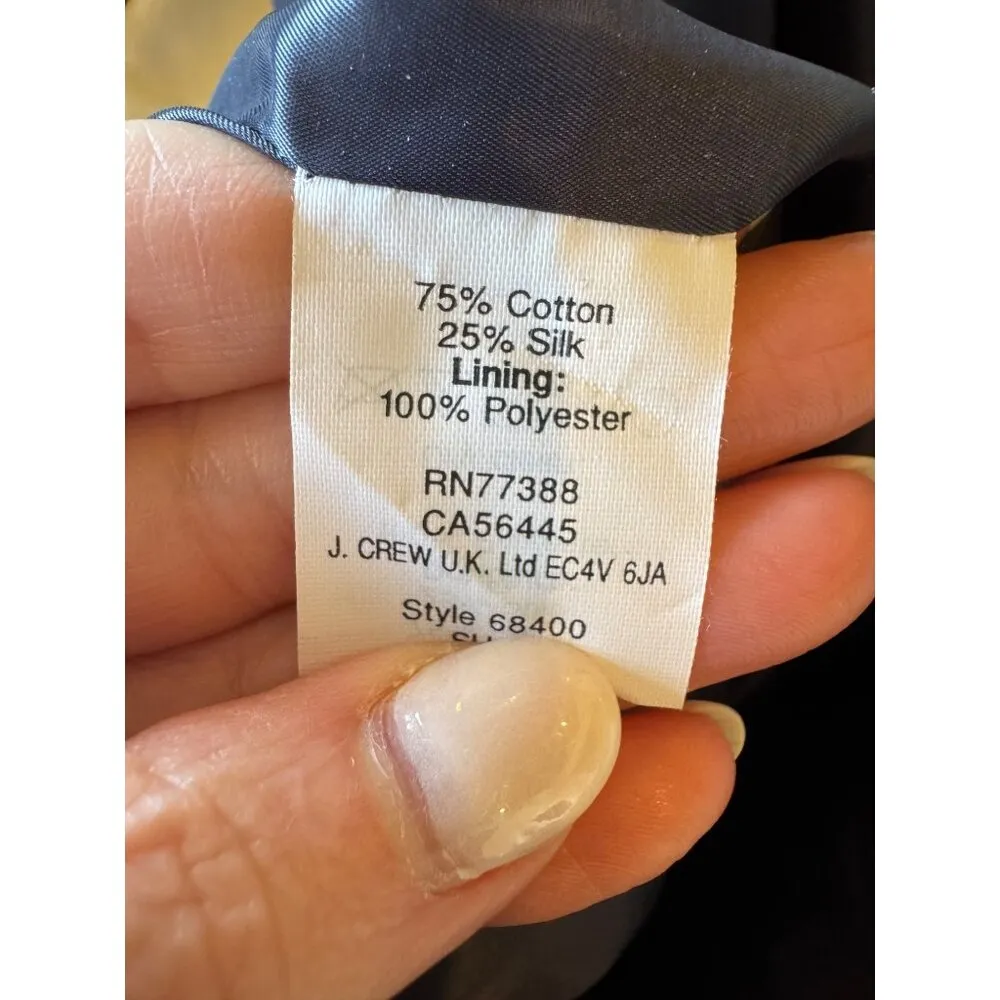 75% Cotton
25% Silk
Lining:
100% Polyester
RN77388
CA56445
J. CREW U.K. Ltd EC4V 6JA
Style 68400